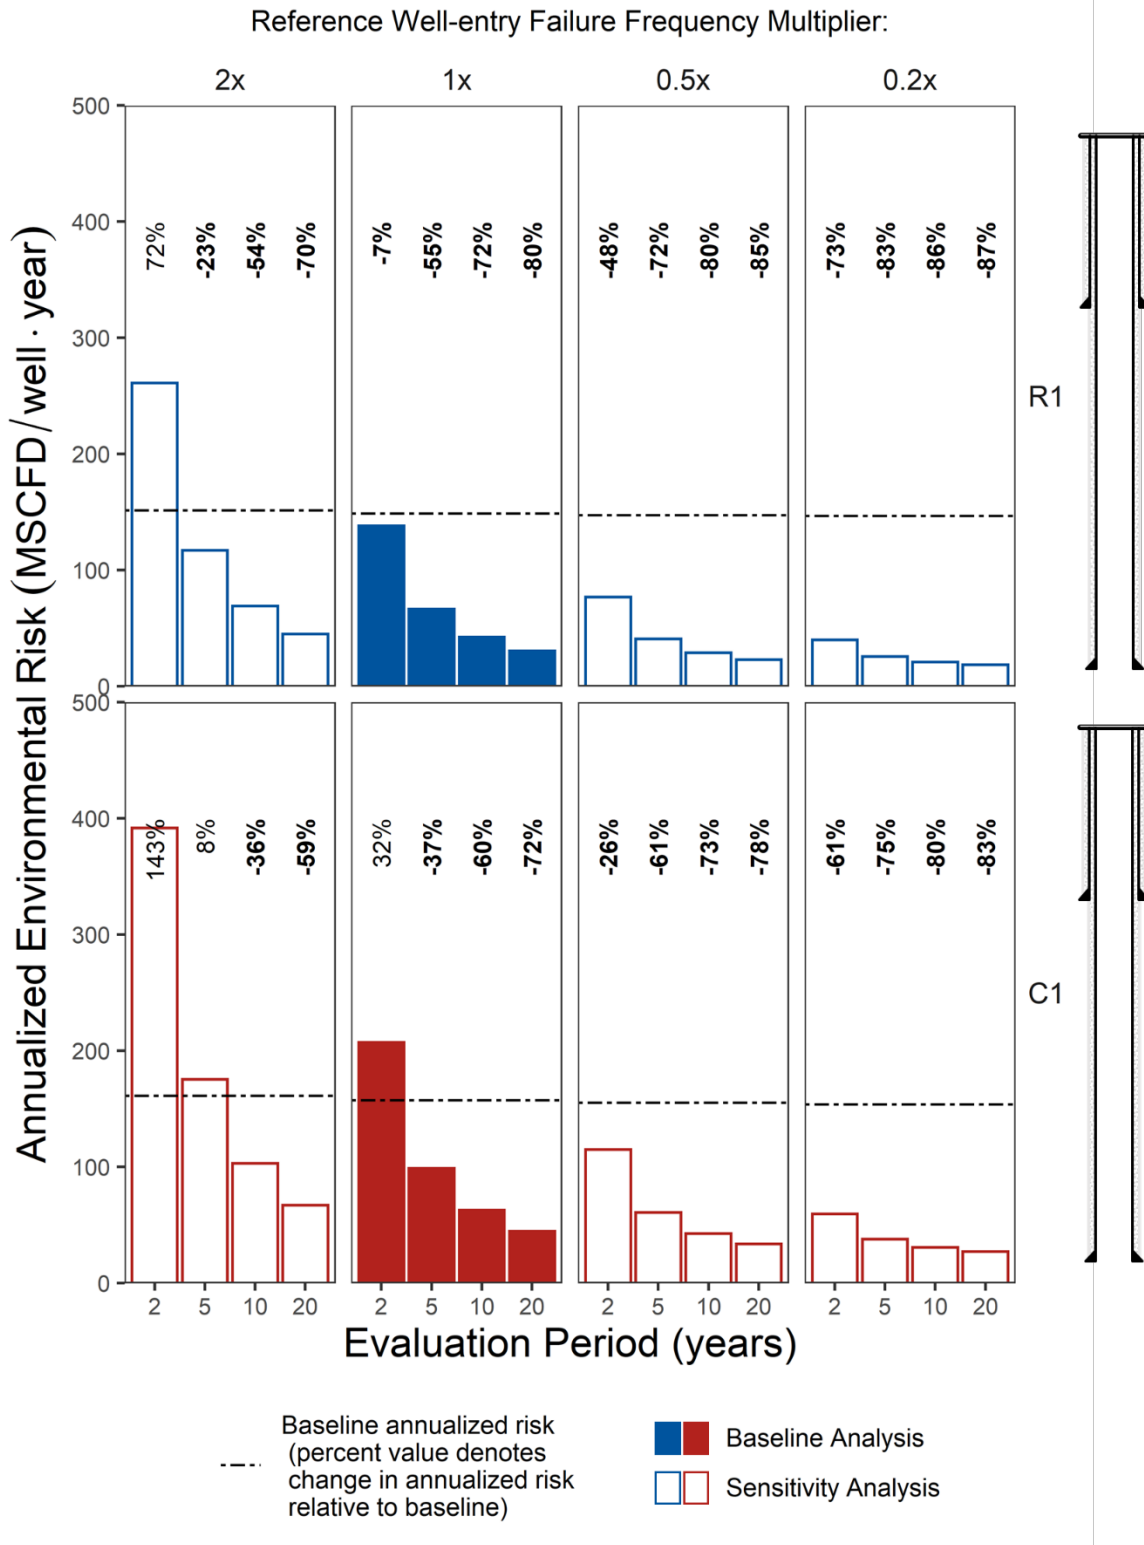 Reference Well-entry Failure Frequency Multiplier:
2x 1x 0.5x 0.2x
Annualized Environmental Risk (MSCFD/well · year)
500
400
300
200
100
0
72% -23% -54% -70%
-7% -55% -72% -80%
-48% -72% -80% -85%
-73% -83% -86% -87%
R1
500
400
300
200
100
0
143% 8% -36% -59%
32% -37% -60% -72%
-26% -61% -73% -78%
-61% -75% -80% -83%
C1
2 5 10 20 2 5 10 20 2 5 10 20 2 5 10 20
Evaluation Period (years)
Baseline annualized risk
(percent value denotes
change in annualized risk
relative to baseline)
Baseline Analysis
Sensitivity Analysis